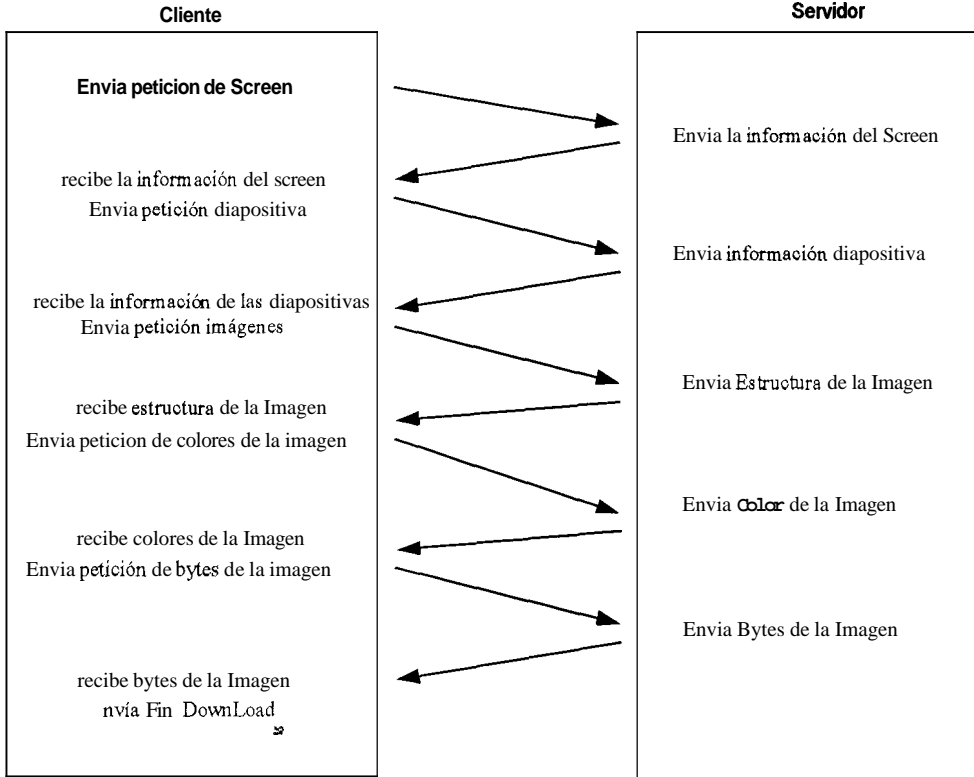 Cliente
Servidor
Envia peticion de Screen
Envia la información del Screen
recibe la información del screen
Envia petición diapositiva
Envia información diapositiva
recibe la información de las diapositivas
Envia petición imágenes
Envia Estructura de la Imagen
recibe estructura de la Imagen
Envia peticion de colores de la imagen
Envia Color de la Imagen
recibe colores de la Imagen
Envia petición de bytes de la imagen
Envia Bytes de la Imagen
recibe bytes de la Imagen
nvía Fin DownLoad